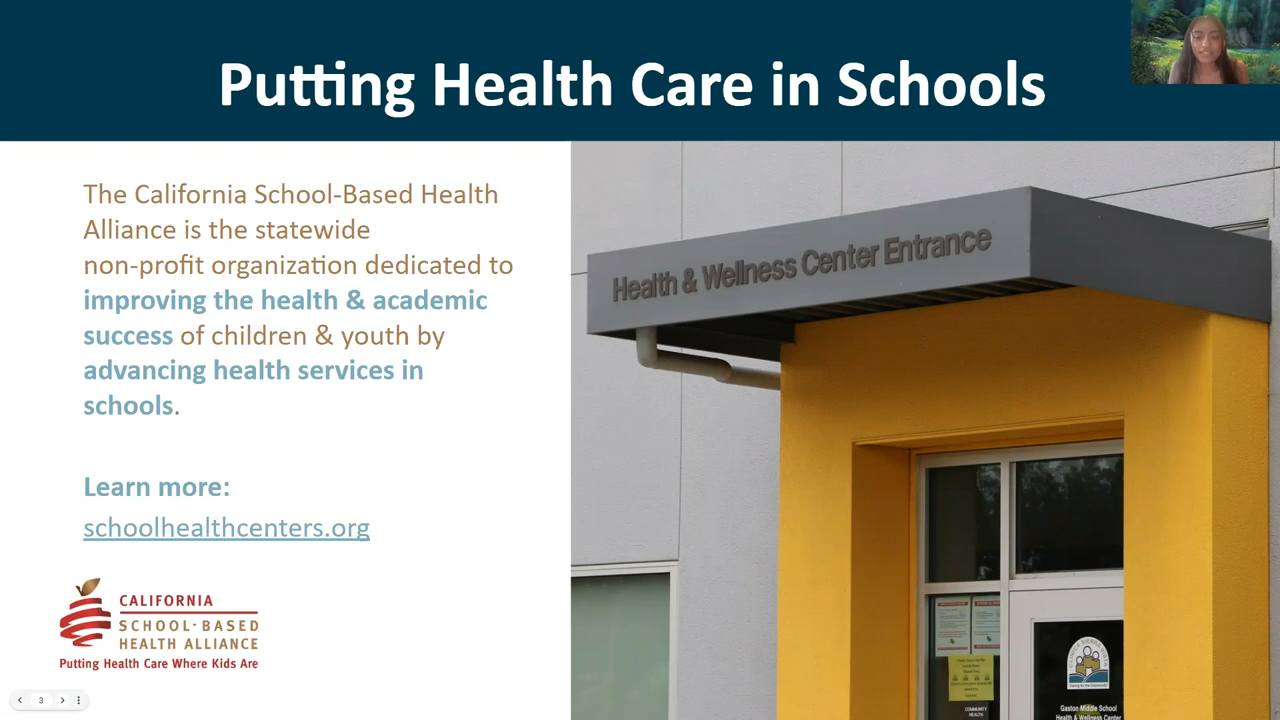 Putting Health Care in Schools
The California School-Based Health
Alliance is the statewide
non-profit organization dedicated to
improving the health & academic
success of children & youth by
advancing health services in
schools.
Learn more:
schoolhealthcenters.org
CALIFORNIA
SCHOOL-BASED
HEALTH ALLIANCE
Putting Health Care Where Kids Are
3
Health & Wellness Center Entrance
COMMUNITY
HEALTH
Gaston Middle School
Health & Wellness Center